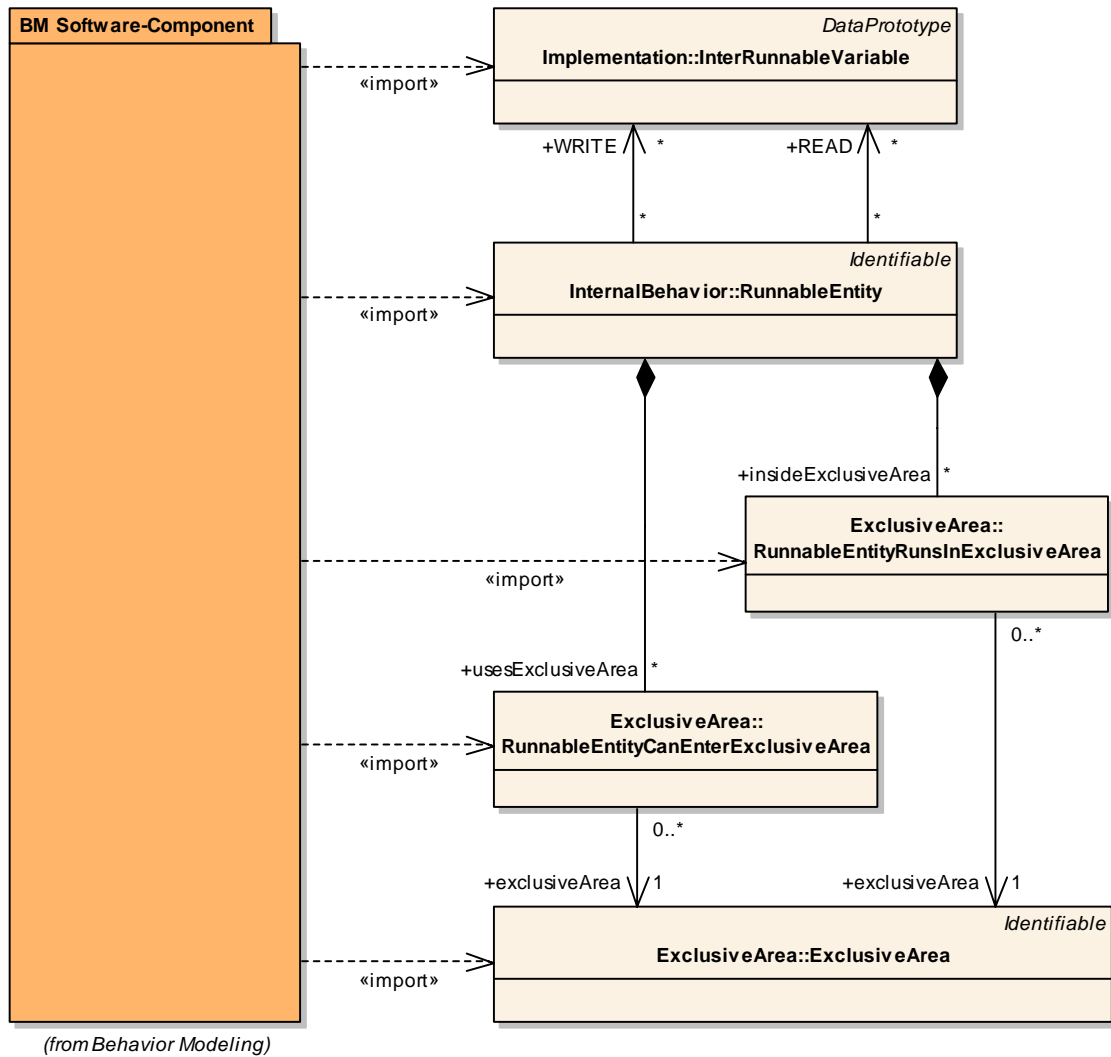 BM Software-Component
DataPrototype
Implementation::InterRunnableVariable
«import»
+WRITE
*
+READ
*
*
*
Identifiable
InternalBehavior::RunnableEntity
«import»
+insideExclusiveArea
*
ExclusiveArea::
RunnableEntityRunsInExclusiveArea
«import»
0..*
+usesExclusiveArea
*
ExclusiveArea::
RunnableEntityCanEnterExclusiveArea
«import»
0..*
+exclusiveArea
1
+exclusiveArea
1
Identifiable
ExclusiveArea::ExclusiveArea
«import»
(from Behavior Modeling)